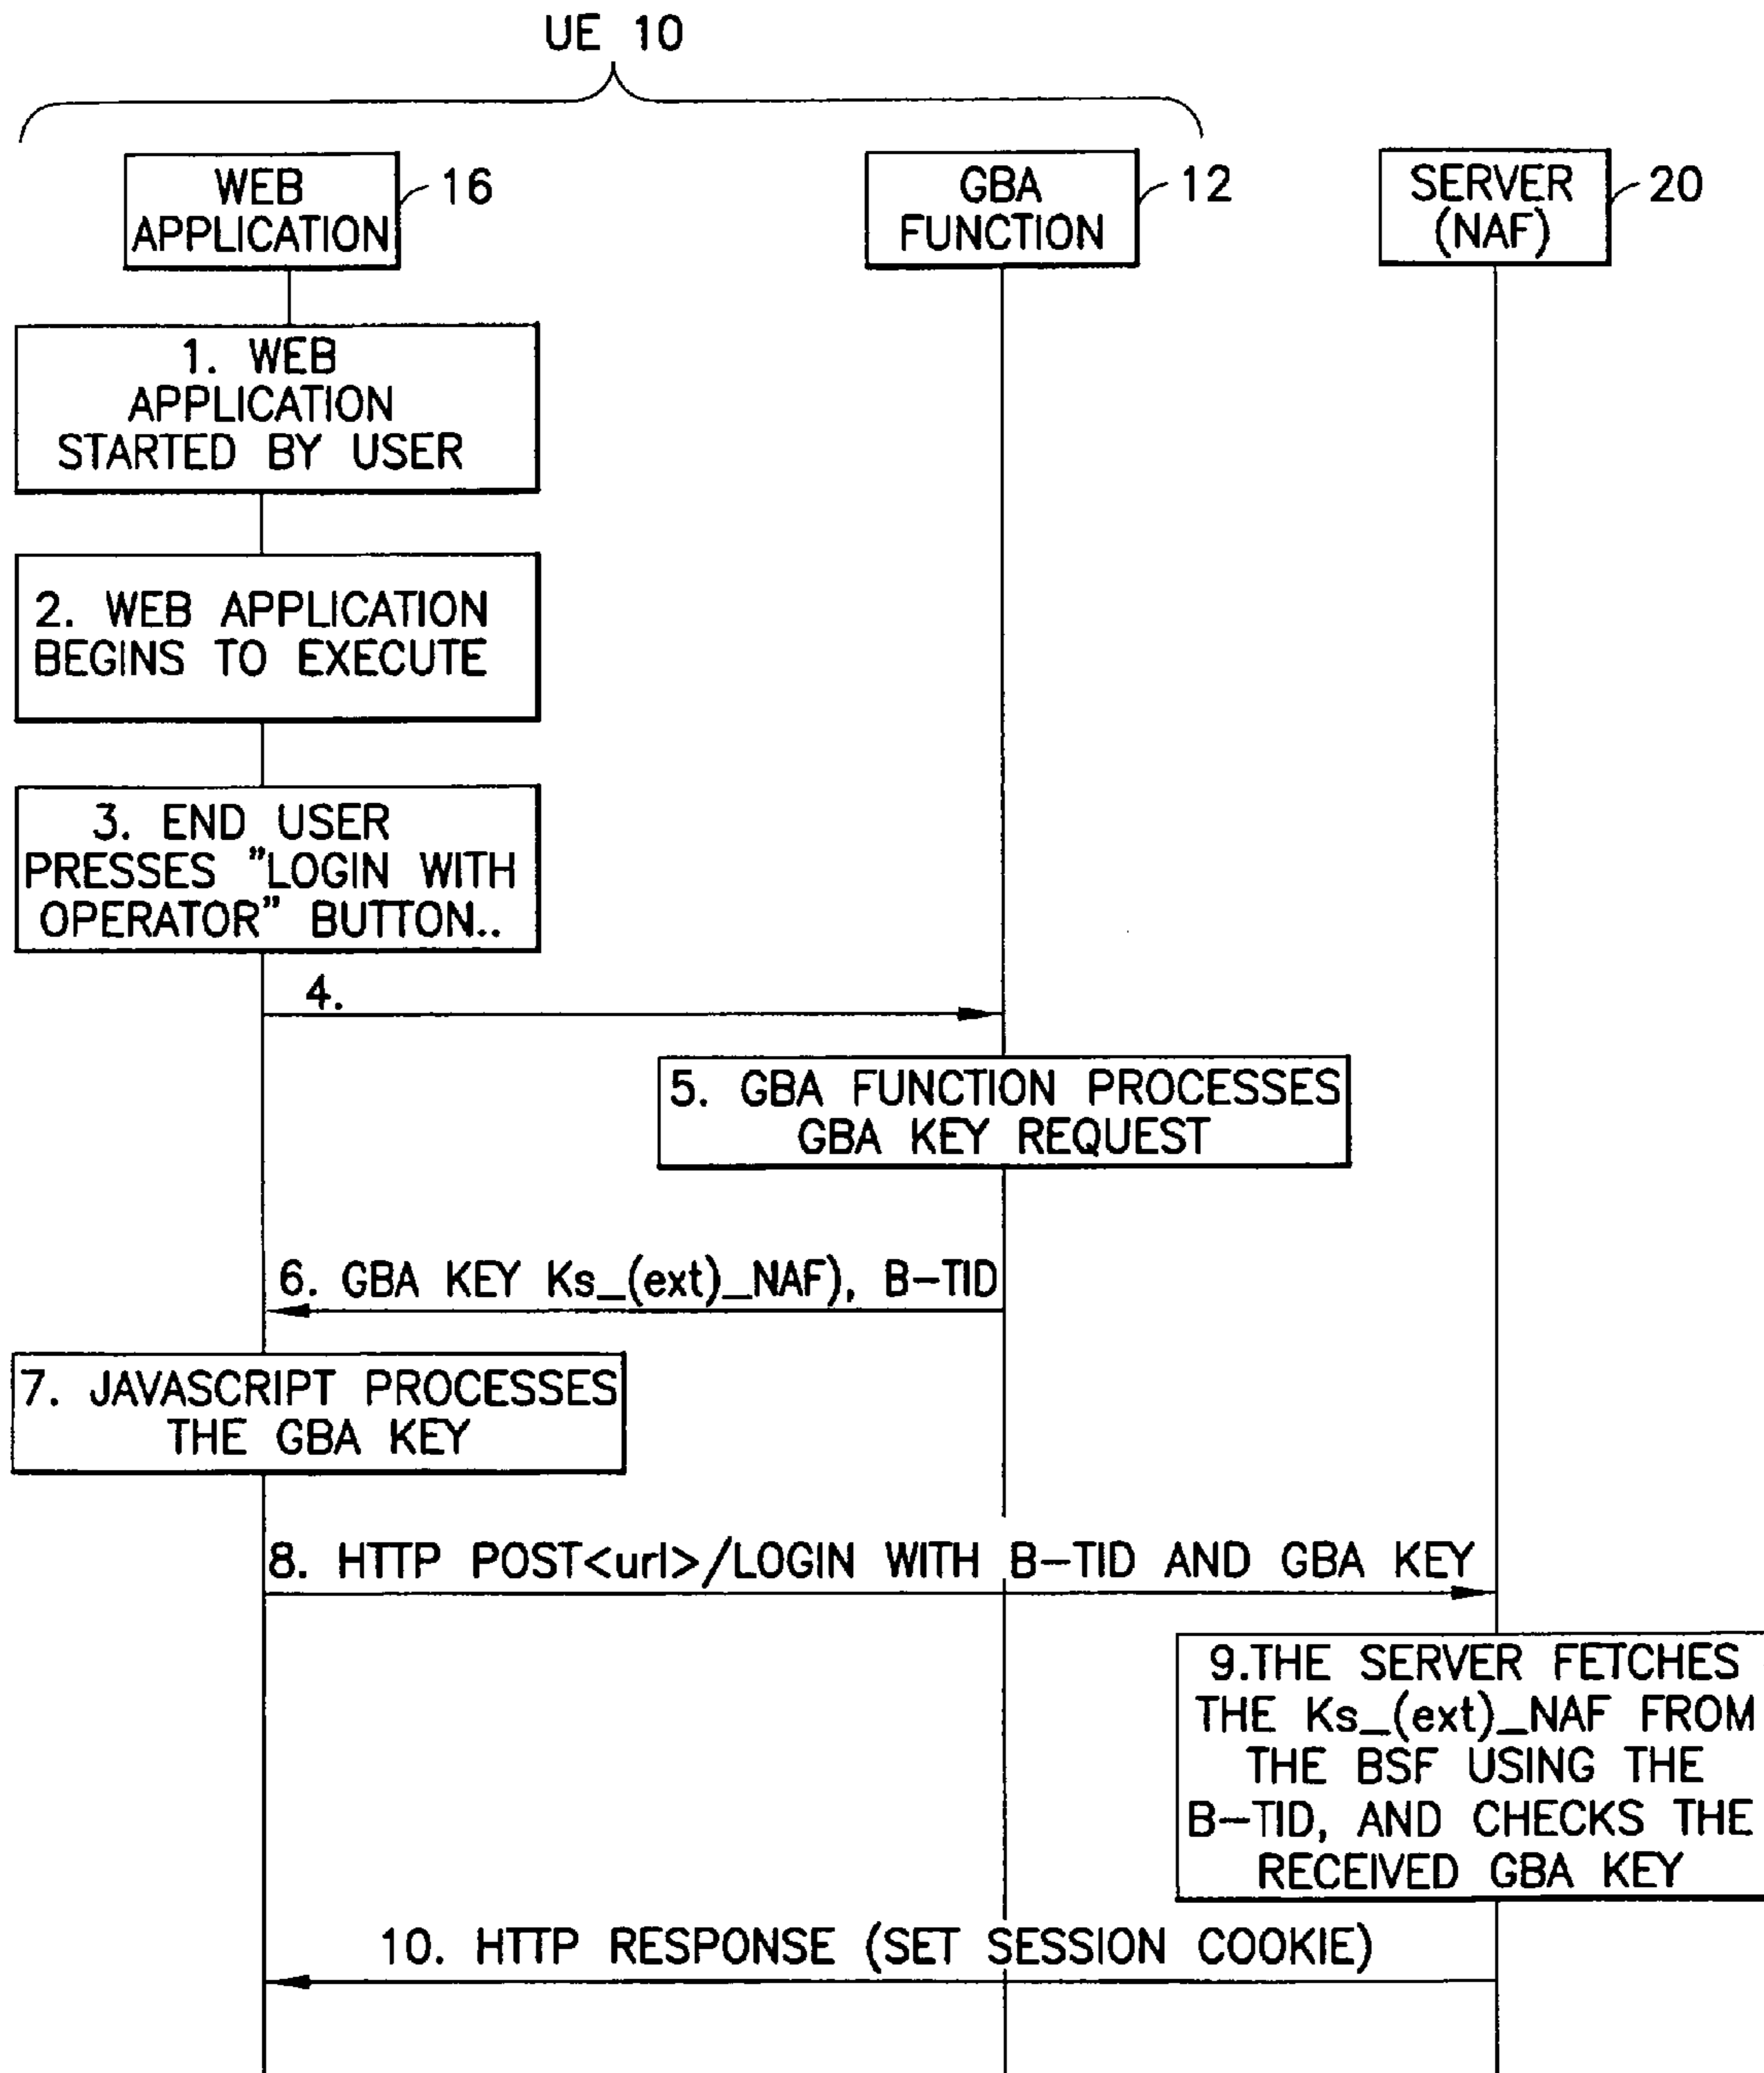 UE 10
WEB
APPLICATION
16
GBA
FUNCTION
12
SERVER
(NAF)
20
1. WEB
APPLICATION
STARTED BY USER
2. WEB APPLICATION
BEGINS TO EXECUTE
3. END USER
PRESSES "LOGIN WITH
OPERATOR" BUTTON..
4.
5. GBA FUNCTION PROCESSES
GBA KEY REQUEST
6. GBA KEY Ks_(ext)_NAF), B-TID
7. JAVASCRIPT PROCESSES
THE GBA KEY
8. HTTP POST<url>/LOGIN WITH B-TID AND GBA KEY
9.THE SERVER FETCHES
THE Ks_(ext)_NAF FROM
THE BSF USING THE
B-TID, AND CHECKS THE
RECEIVED GBA KEY
10. HTTP RESPONSE (SET SESSION COOKIE)